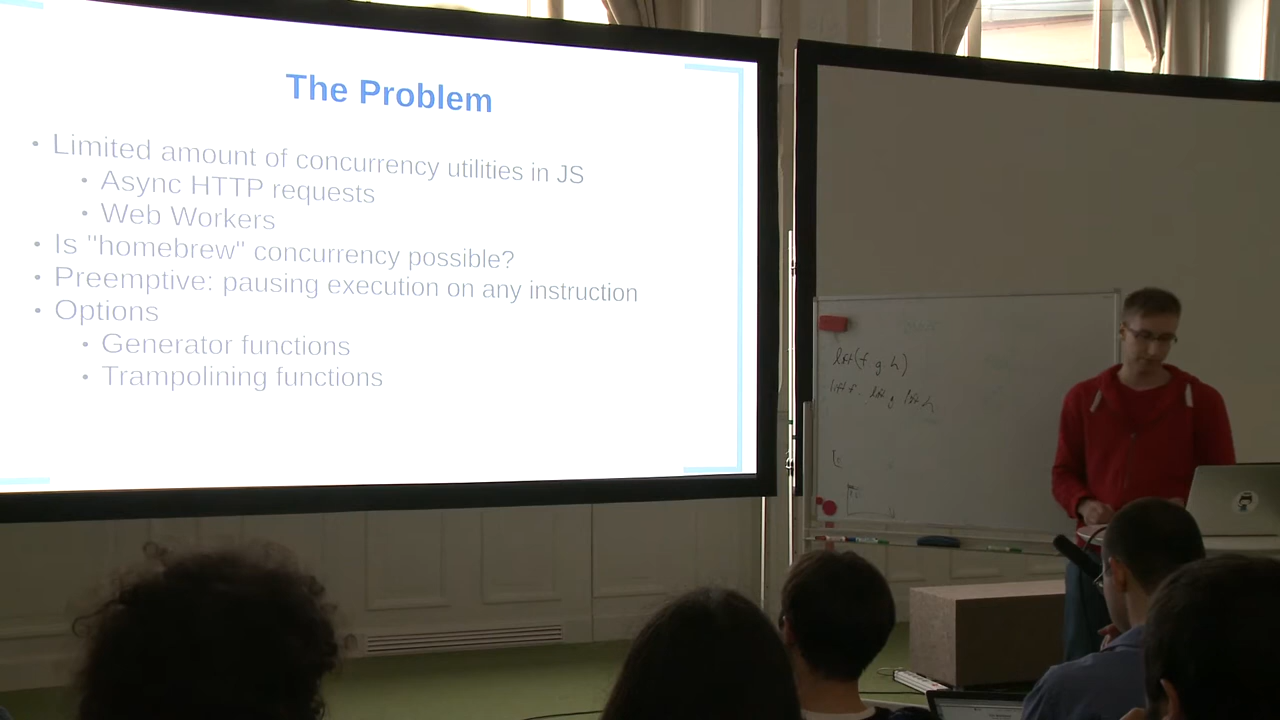 The Problem
• Limited amount of concurrency utilities in JS
• Async HTTP requests
• Web Workers
• Is "homebrew" concurrency possible?
• Preemptive: pausing execution on any instruction
• Options
• Generator functions
• Trampolining functions